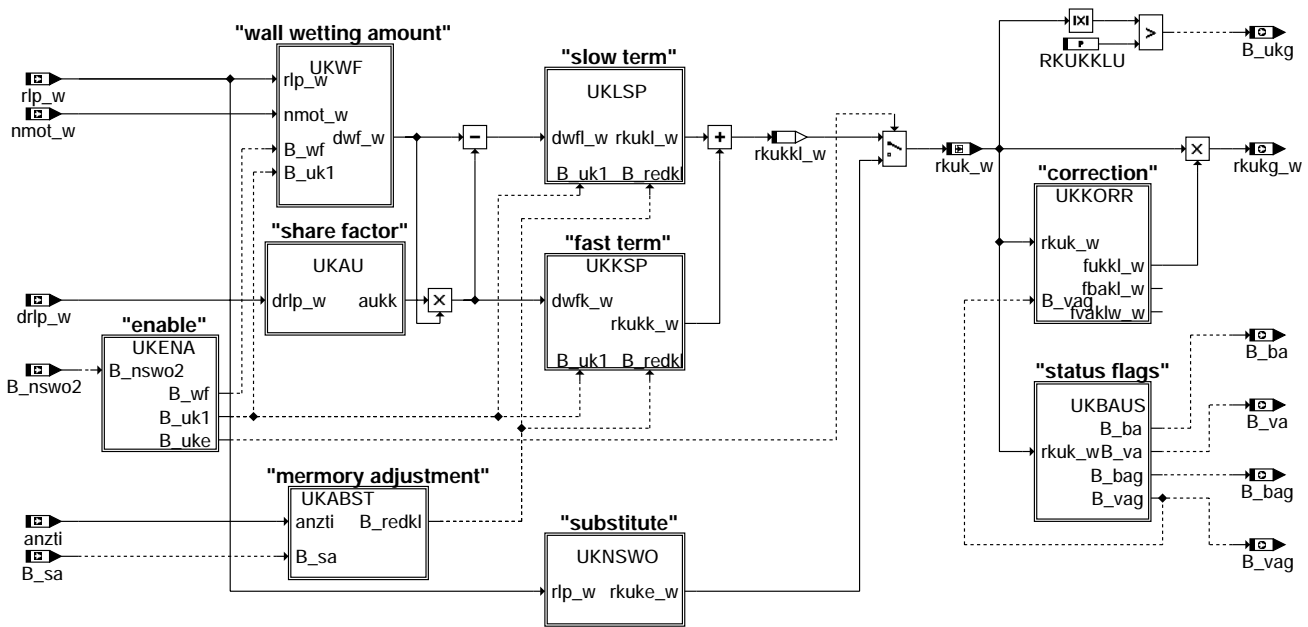 "wall wetting amount"
UKWF
rlp_w
nmot_w
B_wf
B_uk1
dwf_w
rlp_w
nmot_w
"share factor"
UKAU
drlp_w
aukk
drlp_w
"enable"
UKENA
B_nswo2
B_wf
B_uk1
B_uke
B_nswo2
"mermory adjustment"
UKABST
anzti
B_redkl
B_sa
anzti
B_sa
"slow term"
UKLSP
dwfl_w
rkukl_w
B_uk1
B_redkl
"fast term"
UKKSP
dwfk_w
rkukk_w
B_uk1
B_redkl
"substitute"
UKNSWO
rlp_w
rkuke_w
rkukkl_w
rkuk_w
|X|
P
RKUKKLU
>
B_ukg
rkukg_w
"correction"
UKKORR
rkuk_w
fukkl_w
fbakl_w
B_vag
fvaklw_w
"status flags"
UKBAUS
B_ba
rkuk_w
B_va
B_bag
B_vag
B_ba
B_va
B_bag
B_vag